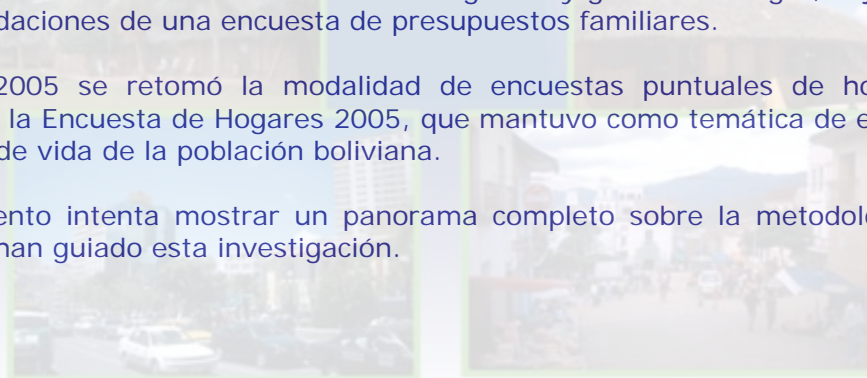 daciones de una encuesta de presupuestos familiares.
2005 se retomó la modalidad de encuestas puntuales de ho
la Encuesta de Hogares 2005, que mantuvo como temática de e
de vida de la población boliviana.
ento intenta mostrar un panorama completo sobre la metodol
han guiado esta investigación.